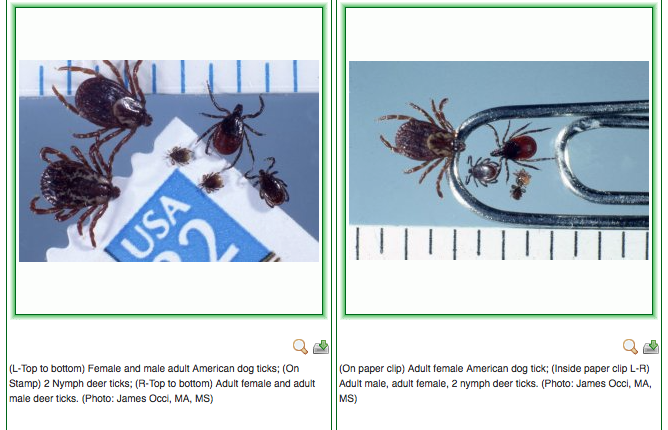 USA
32
(L-Top to bottom) Female and male adult American dog ticks; (On
Stamp) 2 Nymph deer ticks; (R-Top to bottom) Adult female and adult
male deer ticks. (Photo: James Occi, MA, MS)
(On paper clip) Adult female American dog tick; (Inside paper clip L-R)
Adult male, adult female, 2 nymph deer ticks. (Photo: James Occi, MA,
MS)